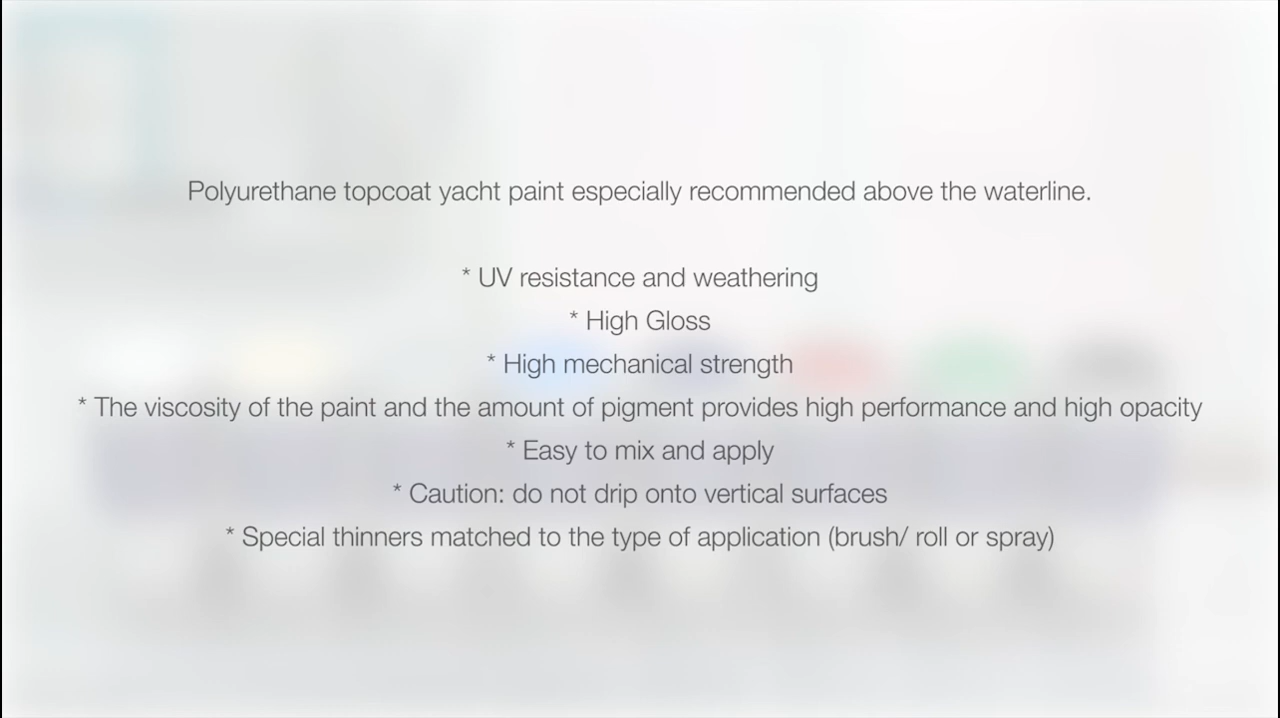 Polyurethane topcoat yacht paint especially recommended above the waterline.
* UV resistance and weathering
* High Gloss
* High mechanical strength
* The viscosity of the paint and the amount of pigment provides high performance and high opacity
* Easy to mix and apply
* Caution: do not drip onto vertical surfaces
* Special thinners matched to the type of application (brush/ roll or spray)